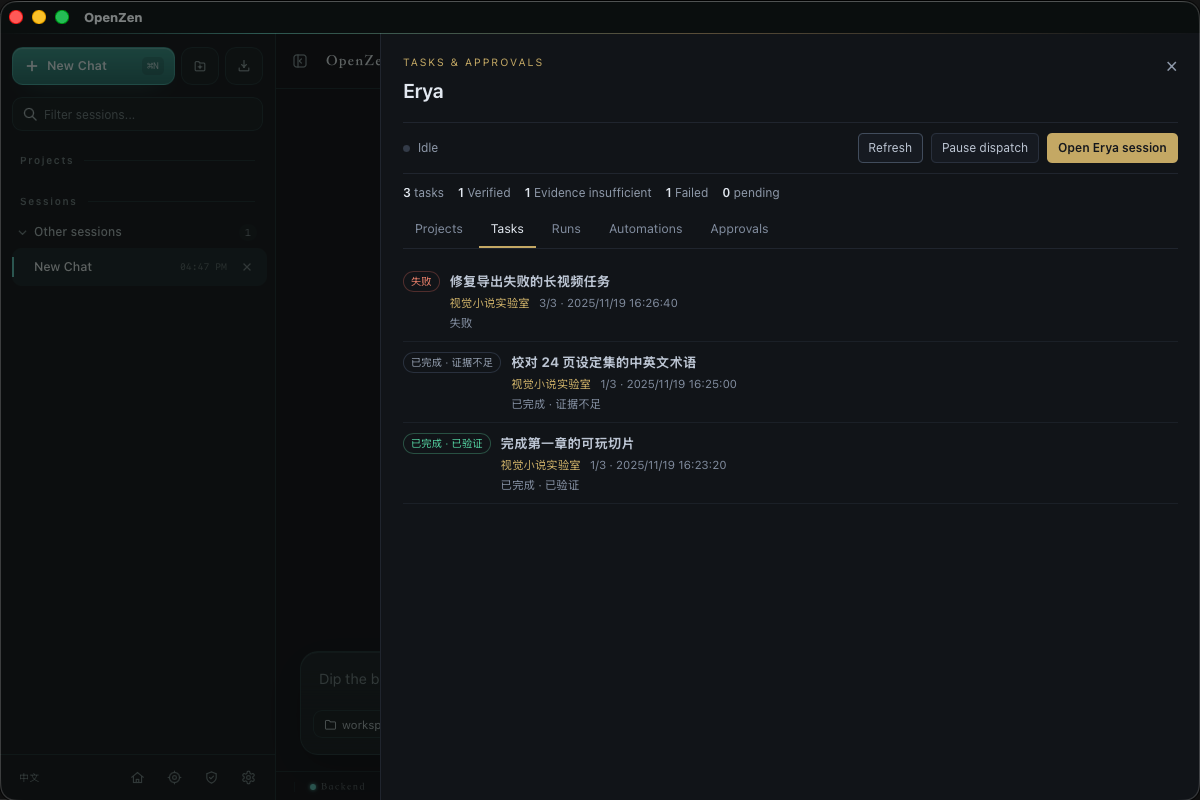 OpenZen
New Chat ⌘N
Filter sessions...
Projects
Sessions
Other sessions 1
New Chat 04:47 PM
中文
OpenZe
Dip the b
worksp
Backend
TASKS & APPROVALS
Erya
Idle
Refresh
Pause dispatch
Open Erya session
3 tasks 1 Verified 1 Evidence insufficient 1 Failed 0 pending
Projects Tasks Runs Automations Approvals
失败 修复导出失败的长视频任务
视觉小说实验室 3/3 · 2025/11/19 16:26:40
失败
已完成 · 证据不足 校对 24 页设定集的中英文术语
视觉小说实验室 1/3 · 2025/11/19 16:25:00
已完成 · 证据不足
已完成 · 已验证 完成第一章的可玩切片
视觉小说实验室 1/3 · 2025/11/19 16:23:20
已完成 · 已验证